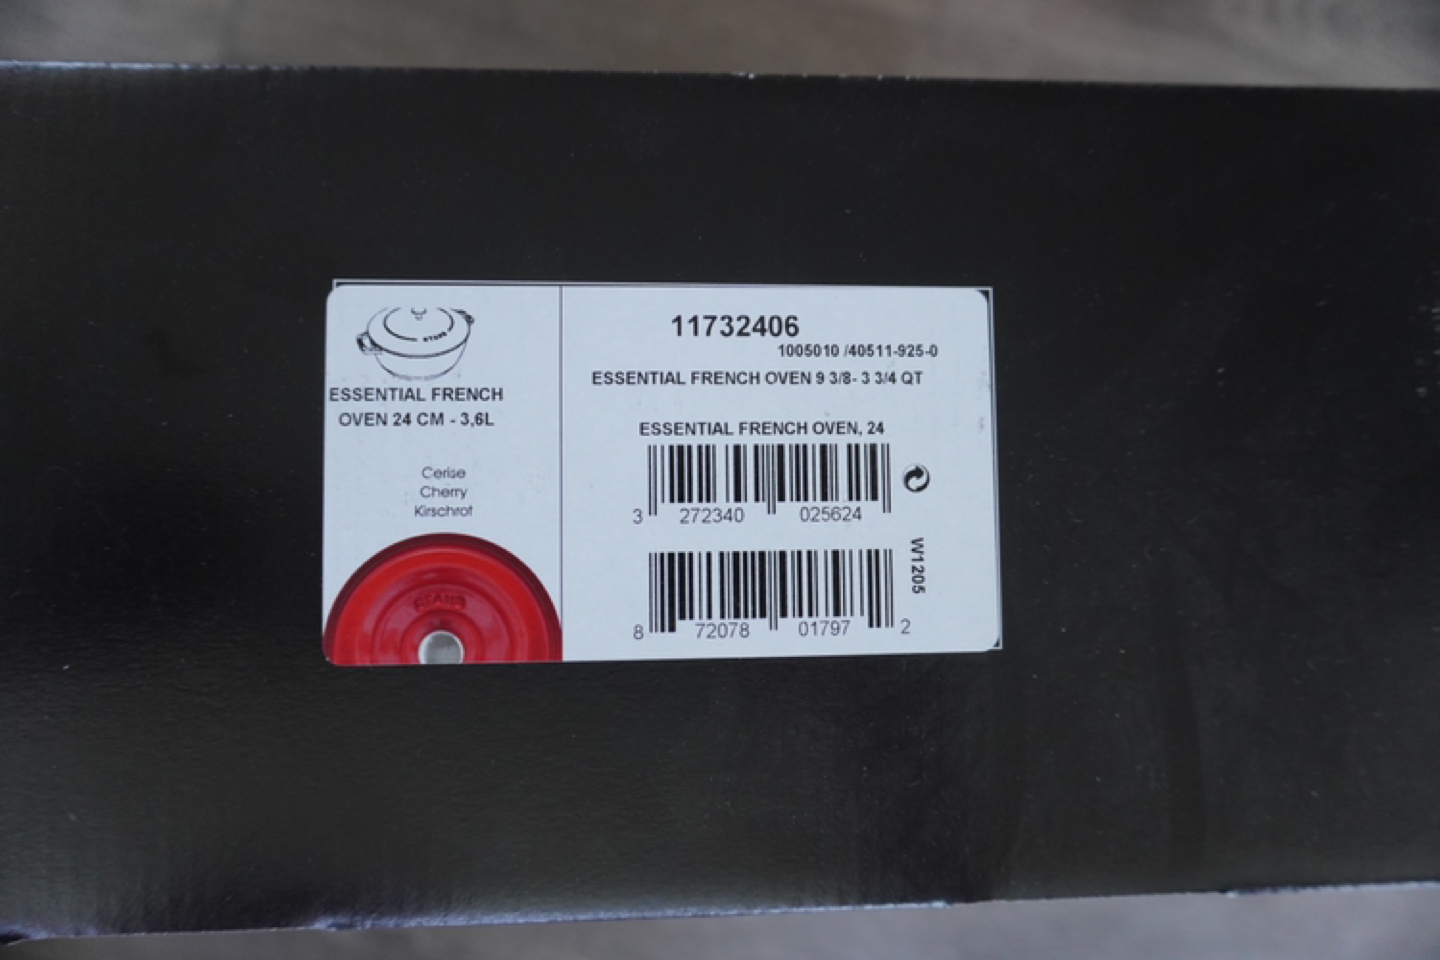 ESSENTIAL FRENCH
OVEN 24 CM - 3,6L
Cerise
Cherry
Kirschrot
STAUB
11732406
1005010 /40511-925-0
ESSENTIAL FRENCH OVEN 9 3/8- 3 3/4 QT
ESSENTIAL FRENCH OVEN, 24
3 272340 025624
W1205
8 72078 01797 2